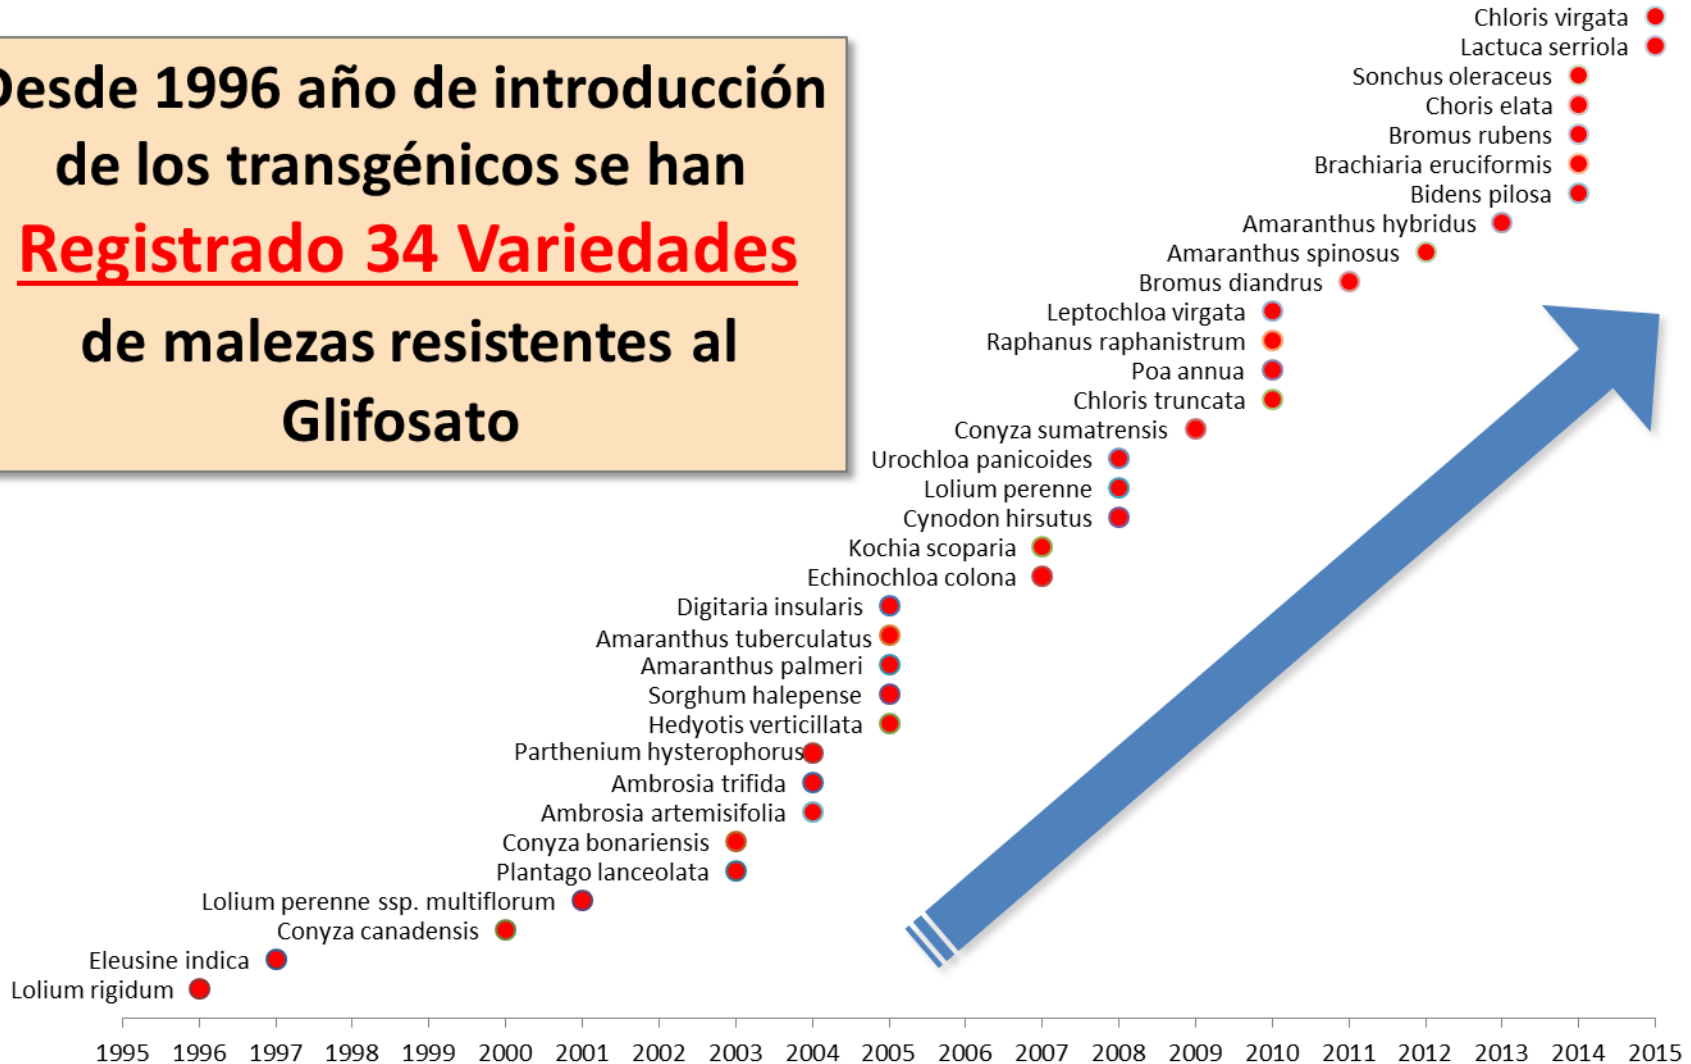 Desde 1996 año de introducción
de los transgénicos se han
Registrado 34 Variedades
de malezas resistentes al
Glifosato
Chloris virgata
Lactuca serriola
Sonchus oleraceus
Choris elata
Bromus rubens
Brachiaria eruciformis
Bidens pilosa
Amaranthus hybridus
Amaranthus spinosus
Bromus diandrus
Leptochloa virgata
Raphanus raphanistrum
Poa annua
Chloris truncata
Conyza sumatrensis
Urochloa panicoides
Lolium perenne
Cynodon hirsutus
Kochia scoparia
Echinochloa colona
Digitaria insularis
Amaranthus tuberculatus
Amaranthus palmeri
Sorghum halepense
Hedyotis verticillata
Parthenium hysterophorus
Ambrosia trifida
Ambrosia artemisifolia
Conyza bonariensis
Plantago lanceolata
Lolium perenne ssp. multiflorum
Conyza canadensis
Eleusine indica
Lolium rigidum
1995 1996 1997 1998 1999 2000 2001 2002 2003 2004 2005 2006 2007 2008 2009 2010 2011 2012 2013 2014 2015